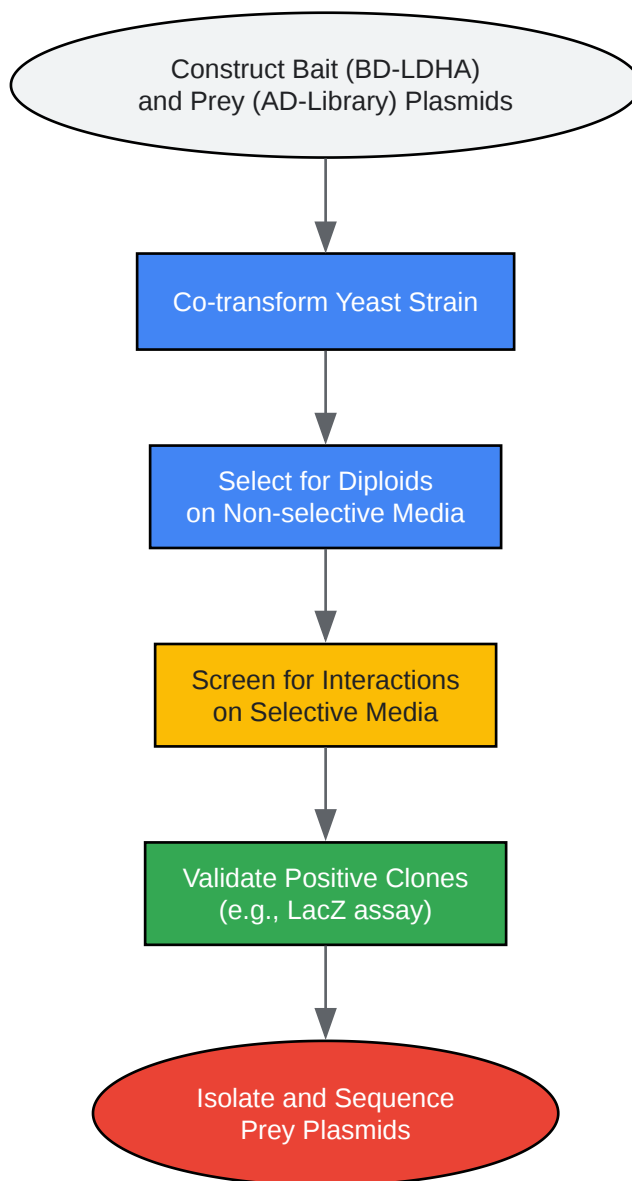 Construct Bait (BD-LDHA)
and Prey (AD-Library) Plasmids
Co-transform Yeast Strain
Select for Diploids
on Non-selective Media
Screen for Interactions
on Selective Media
Validate Positive Clones
(e.g., LacZ assay)
Isolate and Sequence
Prey Plasmids